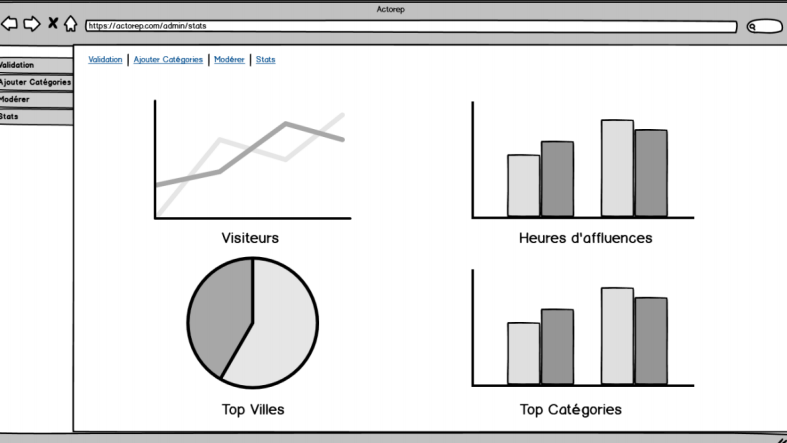 Actorep
https://actorep.com/admin/stats
Validation | Ajouter Catégories | Modérer | Stats
Validation
Ajouter Catégories
Modérer
Stats
Visiteurs
Heures d'affluences
Top Villes
Top Catégories